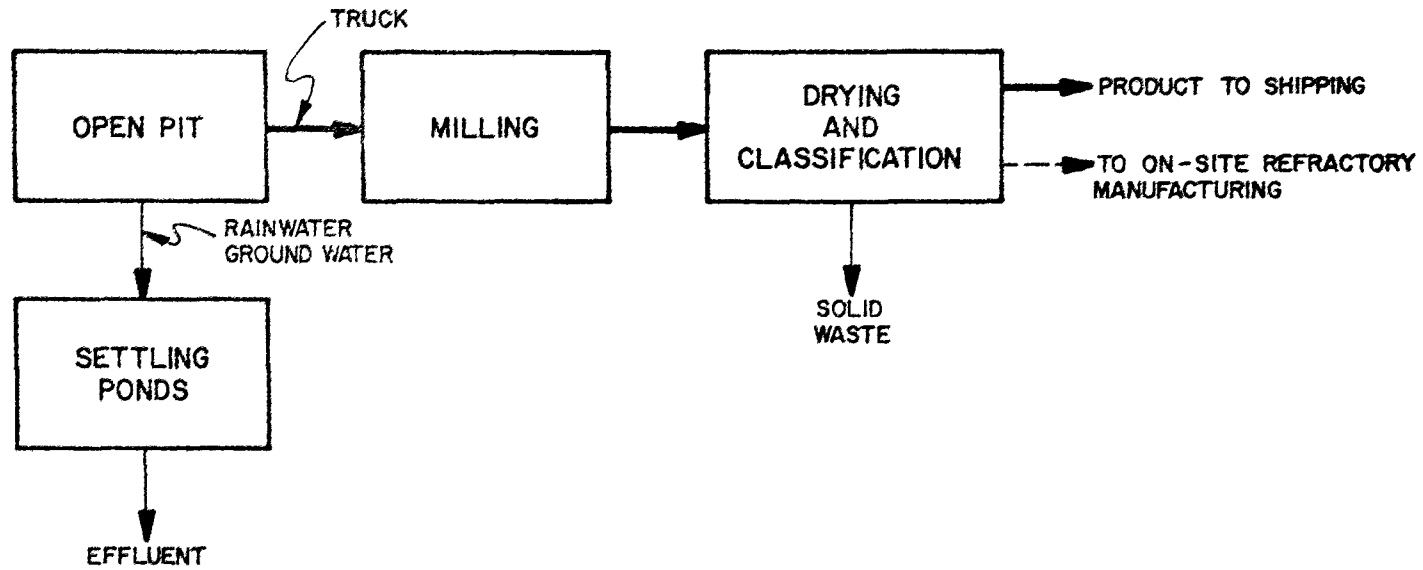 TRUCK
OPEN PIT
MILLING
DRYING
AND
CLASSIFICATION
PRODUCT TO SHIPPING
TO ON-SITE REFRACTORY
MANUFACTURING
RAINWATER
GROUND WATER
SOLID
WASTE
SETTLING
PONDS
EFFLUENT